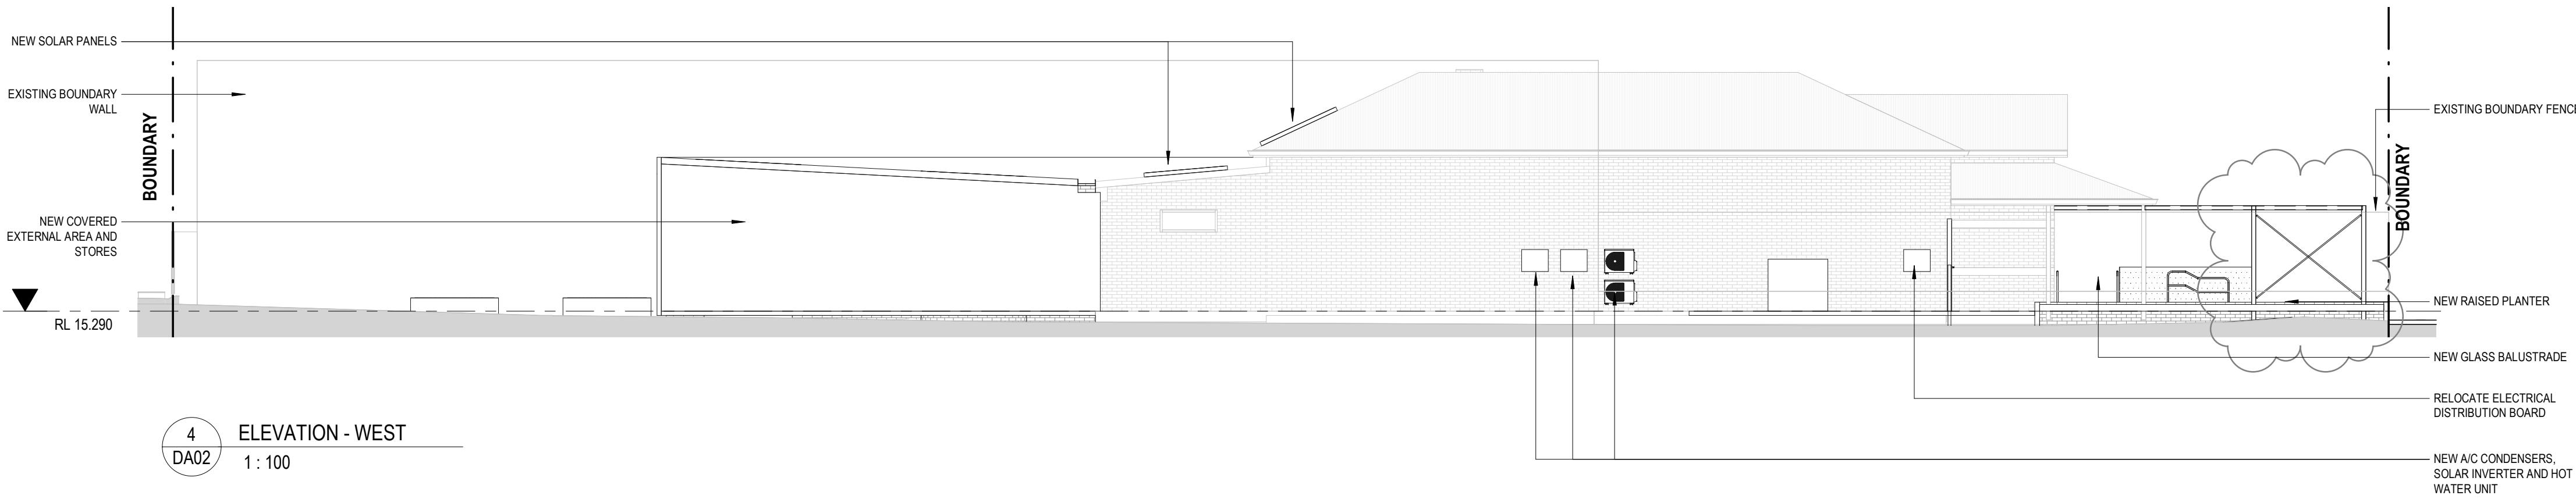 NEW SOLAR PANELS
EXISTING BOUNDARY
WALL
BOUNDARY
NEW COVERED
EXTERNAL AREA AND
STORES
RL 15.290
EXISTING BOUNDARY FENCE
BOUNDARY
NEW RAISED PLANTER
NEW GLASS BALUSTRADE
RELOCATE ELECTRICAL
DISTRIBUTION BOARD
NEW A/C CONDENSERS,
SOLAR INVERTER AND HOT
WATER UNIT
4
DA02
ELEVATION - WEST
1 : 100